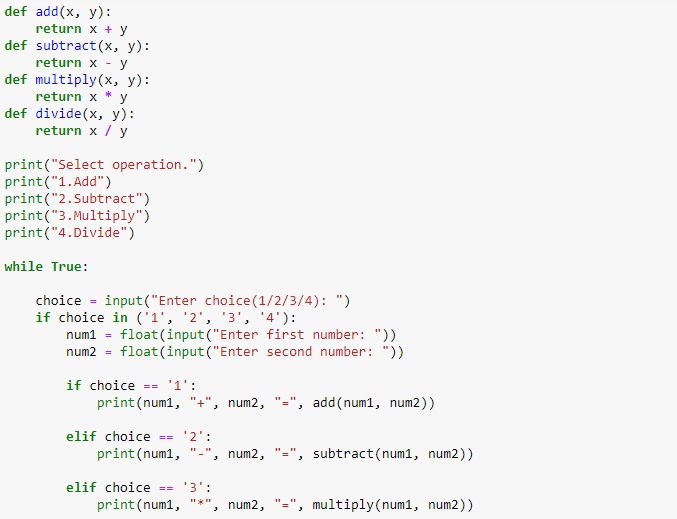 def add(x, y):
    return x + y
def subtract(x, y):
    return x - y
def multiply(x, y):
    return x * y
def divide(x, y):
    return x / y

print("Select operation.")
print("1.Add")
print("2.Subtract")
print("3.Multiply")
print("4.Divide")

while True:

    choice = input("Enter choice(1/2/3/4): ")
    if choice in ('1', '2', '3', '4'):
        num1 = float(input("Enter first number: "))
        num2 = float(input("Enter second number: "))

        if choice == '1':
            print(num1, "+", num2, "=", add(num1, num2))

        elif choice == '2':
            print(num1, "-", num2, "=", subtract(num1, num2))

        elif choice == '3':
            print(num1, "*", num2, "=", multiply(num1, num2))